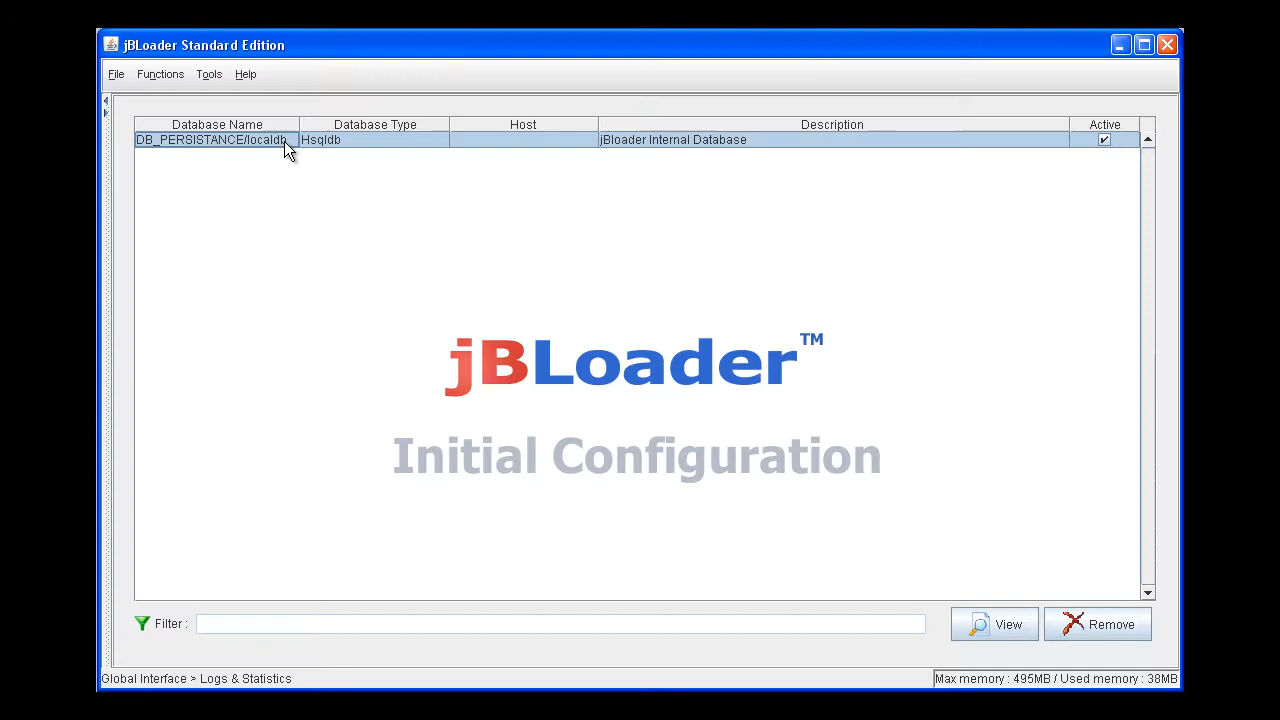 jBLoader Standard Edition
File Functions Tools Help
Database Name Database Type Host Description Active
DB_PERSISTANCE/localdb Hsqldb jBloader Internal Database
jBLoader™
Initial Configuration
Filter : View Remove
Global Interface > Logs & Statistics Max memory : 495MB / Used memory : 38MB